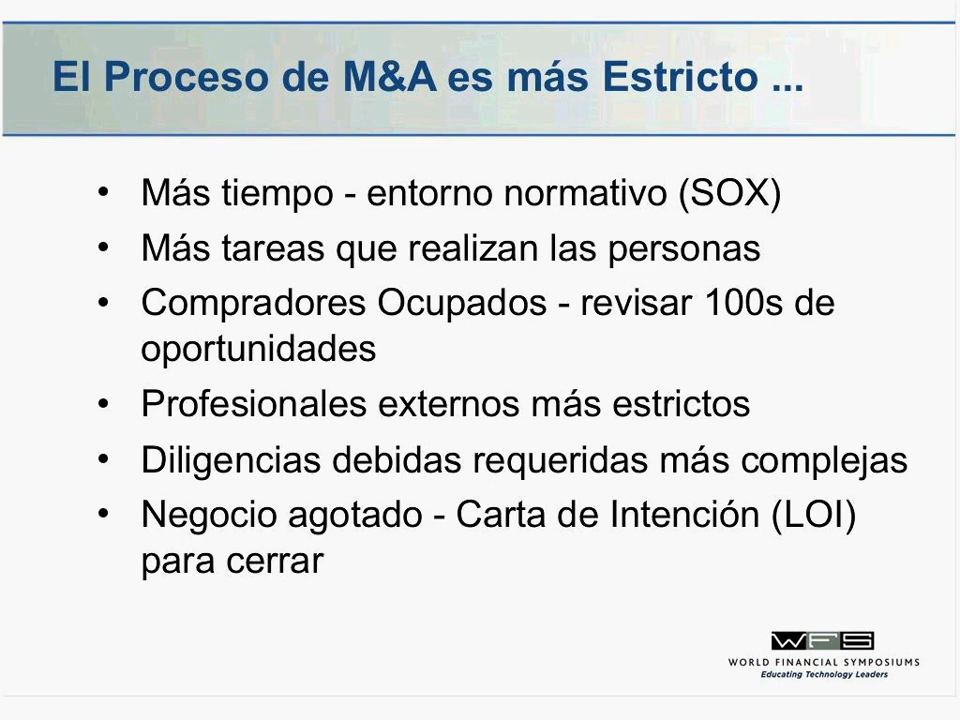 El Proceso de M&A es más Estricto ...
• Más tiempo - entorno normativo (SOX)
• Más tareas que realizan las personas
• Compradores Ocupados - revisar 100s de
oportunidades
• Profesionales externos más estrictos
• Diligencias debidas requeridas más complejas
• Negocio agotado - Carta de Intención (LOI)
para cerrar
WFS
WORLD FINANCIAL SYMPOSIUMS
Educating Technology Leaders